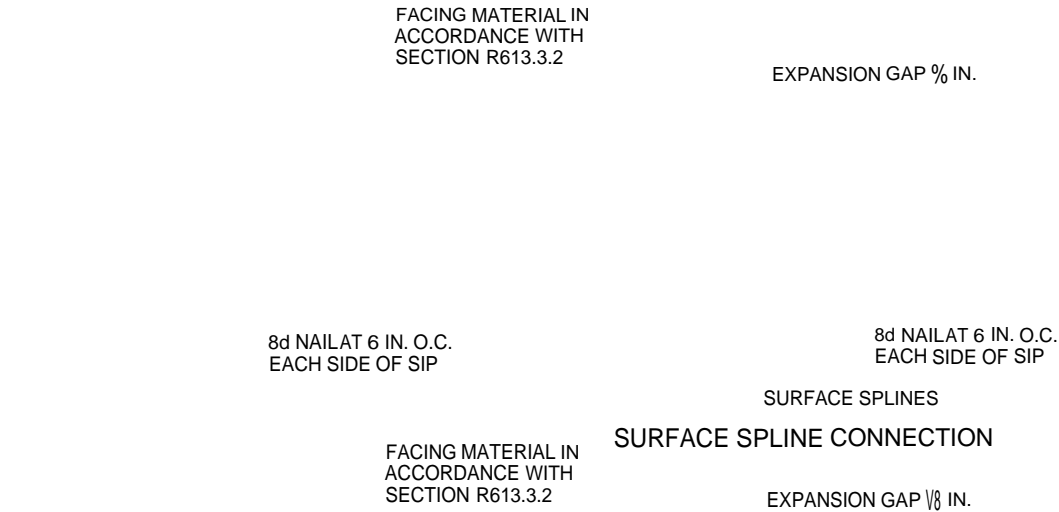 FACING MATERIAL IN
ACCORDANCE WITH
SECTION R613.3.2
EXPANSION GAP % IN.
8d NAILAT 6 IN. O.C.
EACH SIDE OF SIP
8d NAILAT 6 IN. O.C.
EACH SIDE OF SIP
SURFACE SPLINES
SURFACE SPLINE CONNECTION
FACING MATERIAL IN
ACCORDANCE WITH
SECTION R613.3.2
EXPANSION GAP \/8 IN.